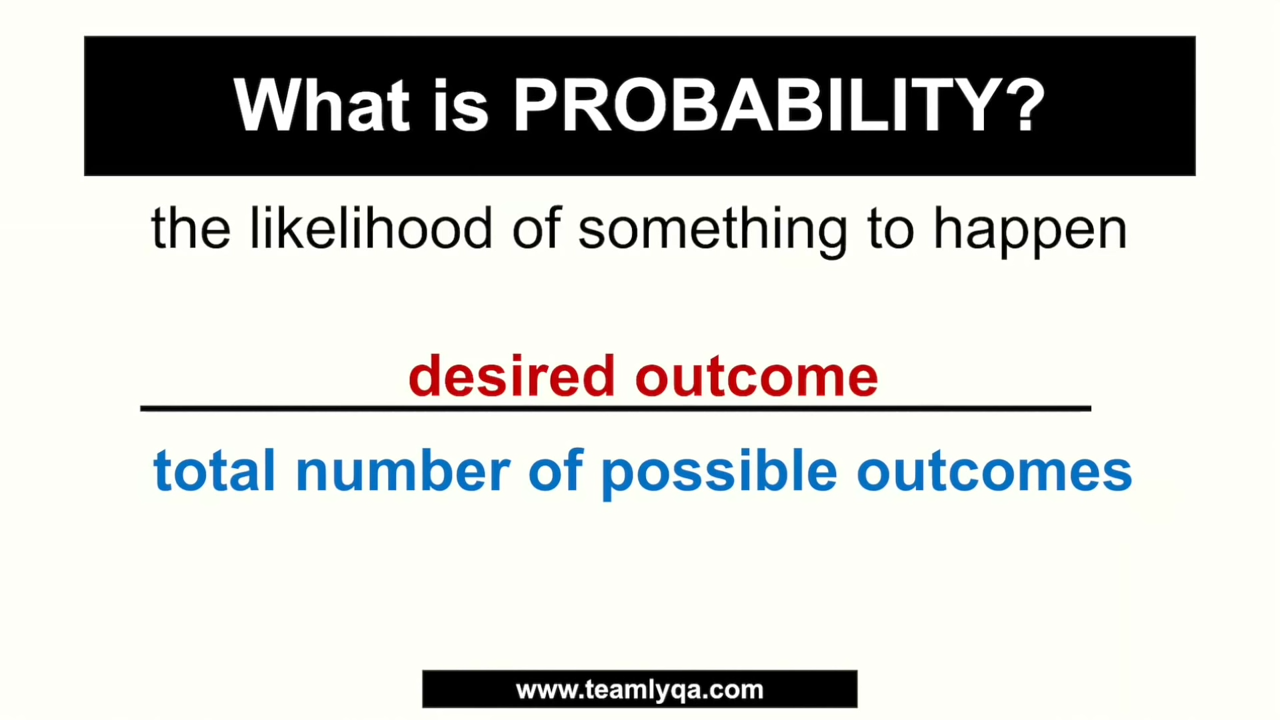 What is PROBABILITY?
the likelihood of something to happen
desired outcome
total number of possible outcomes
www.teamlyqa.com